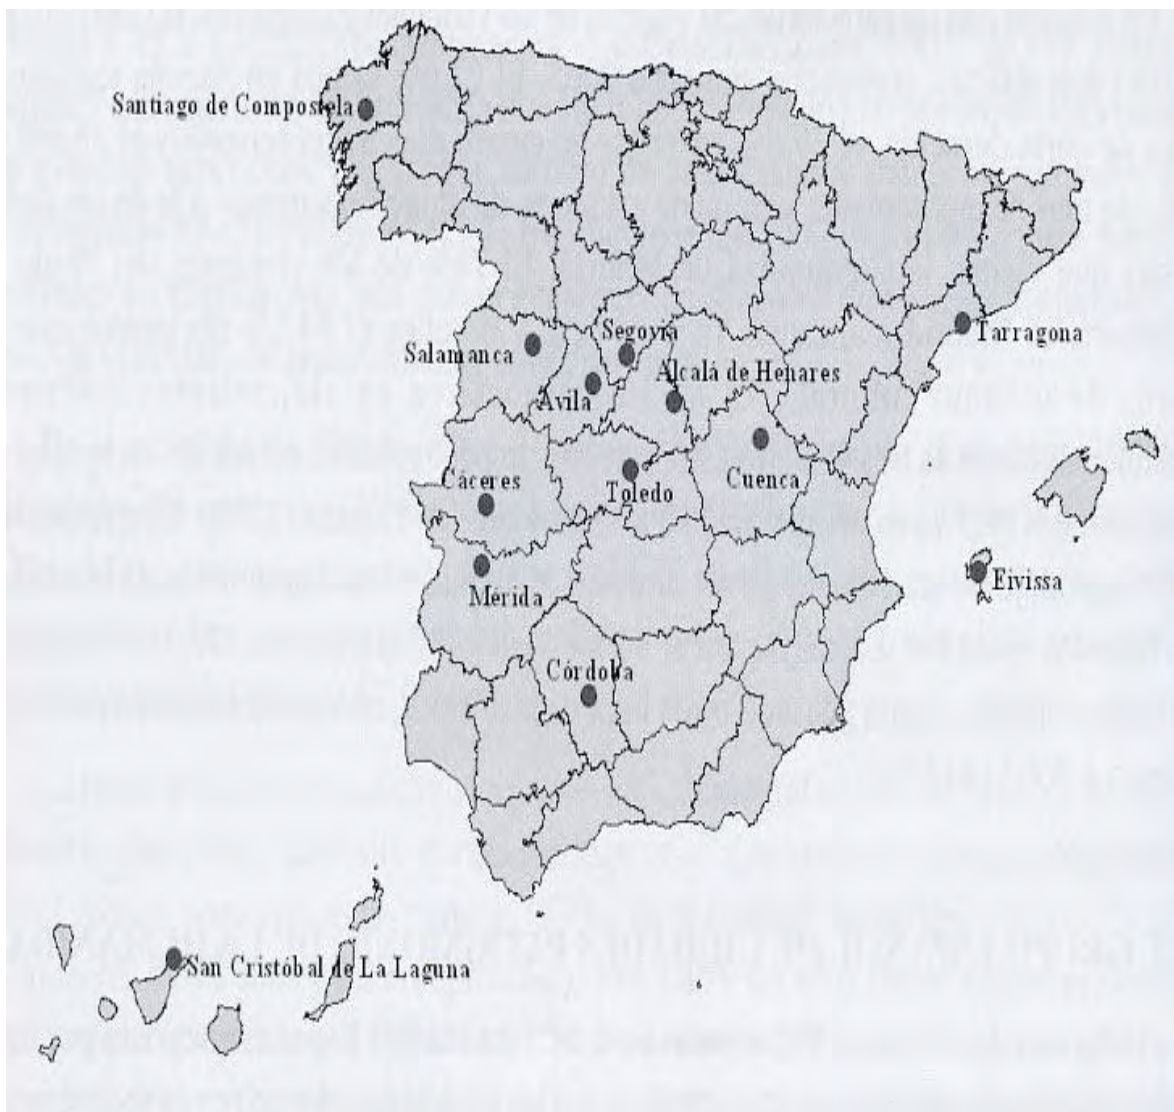 Santiago de Compostela
Segovia
Tarragona
Salamanca
Alcalá de Henares
Ávila
Cáceres
Toledo
Cuenca
Eivissa
Mérida
Córdoba
San Cristóbal de La Laguna